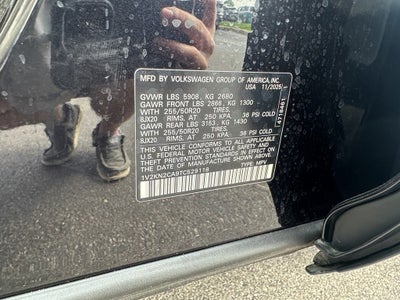 MFD BY VOLKSWAGEN GROUP OF AMERICA, INC.
USA 11/2025
GVWR LBS 5908, KG 2680
GAWR FRONT LBS 2866, KG 1300
WITH 255/50R20 TIRES,
8JX20 RIMS, AT 250 KPA, 36 PSI COLD
GAWR REAR LBS 3153, KG 1430
WITH 255/50R20 TIRES,
8JX20 RIMS, AT 250 KPA, 36 PSI COLD
THIS VEHICLE CONFORMS TO ALL APPLICABLE
U.S. FEDERAL MOTOR VEHICLE SAFETY, BUMPER, AND
THEFT PREVENTION STANDARDS IN EFFECT ON THE
DATE OF MANUFACTURE SHOWN ABOVE.
1V2KN2CA9TC529118
TYPE: MPV